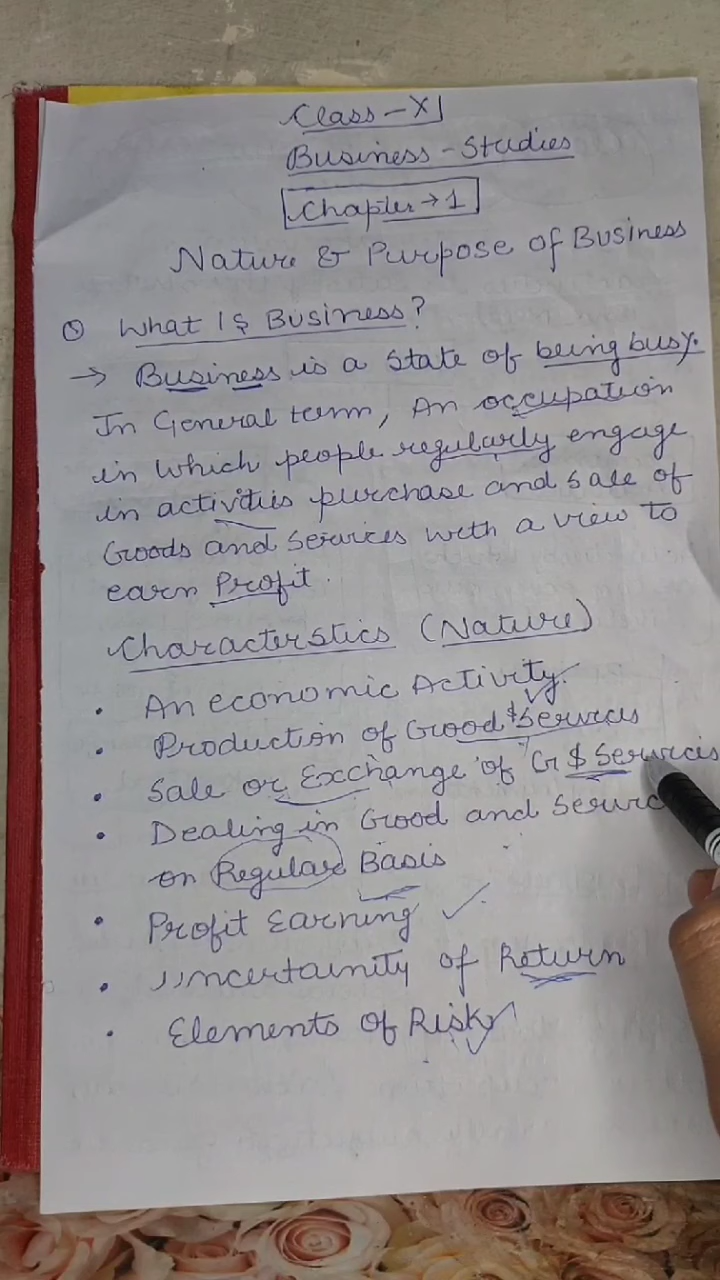 Class-XI
Business-Studies
Chapter→1
Nature & Purpose of Business
What Is Business?
→ Business is a State of being busy.
In General term, An occupation
in which people regularly engage
in activities purchase and sale of
Goods and Services with a view to
earn Profit.
Characterstics (Nature)
• An economic Activity.
• Production of Good & Services
• Sale or Exchange of G & Services
• Dealing in Good and Servic
on Regular Basis
• Profit Earning ✓
• Uncertainity of Return
• Elements of Risk